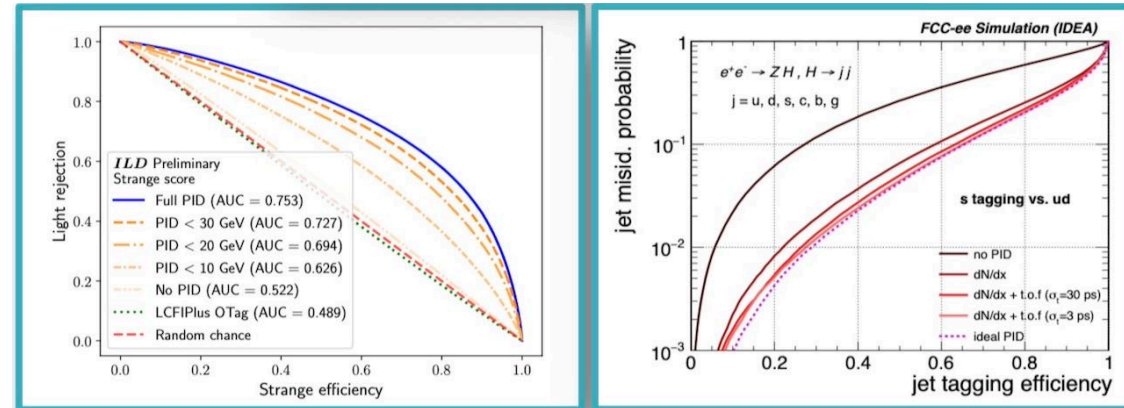 1.0
0.8
0.6
0.4
0.2
0.0
Light rejection
ILD Preliminary
Strange score
Full PID (AUC = 0.753)
PID < 30 GeV (AUC = 0.727)
PID < 20 GeV (AUC = 0.694)
PID < 10 GeV (AUC = 0.626)
No PID (AUC = 0.522)
LCFIPlus OTag (AUC = 0.489)
Random chance
0.0 0.2 0.4 0.6 0.8 1.0
Strange efficiency
FCC-ee Simulation (IDEA)
jet misid. probability
1
10⁻¹
10⁻²
10⁻³
e⁺e⁻ → ZH, H → jj
j = u, d, s, c, b, g
s tagging vs. ud
no PID
dN/dx
dN/dx + t.o.f (σₜ=30 ps)
dN/dx + t.o.f (σₜ=3 ps)
ideal PID
0 0.2 0.4 0.6 0.8 1
jet tagging efficiency